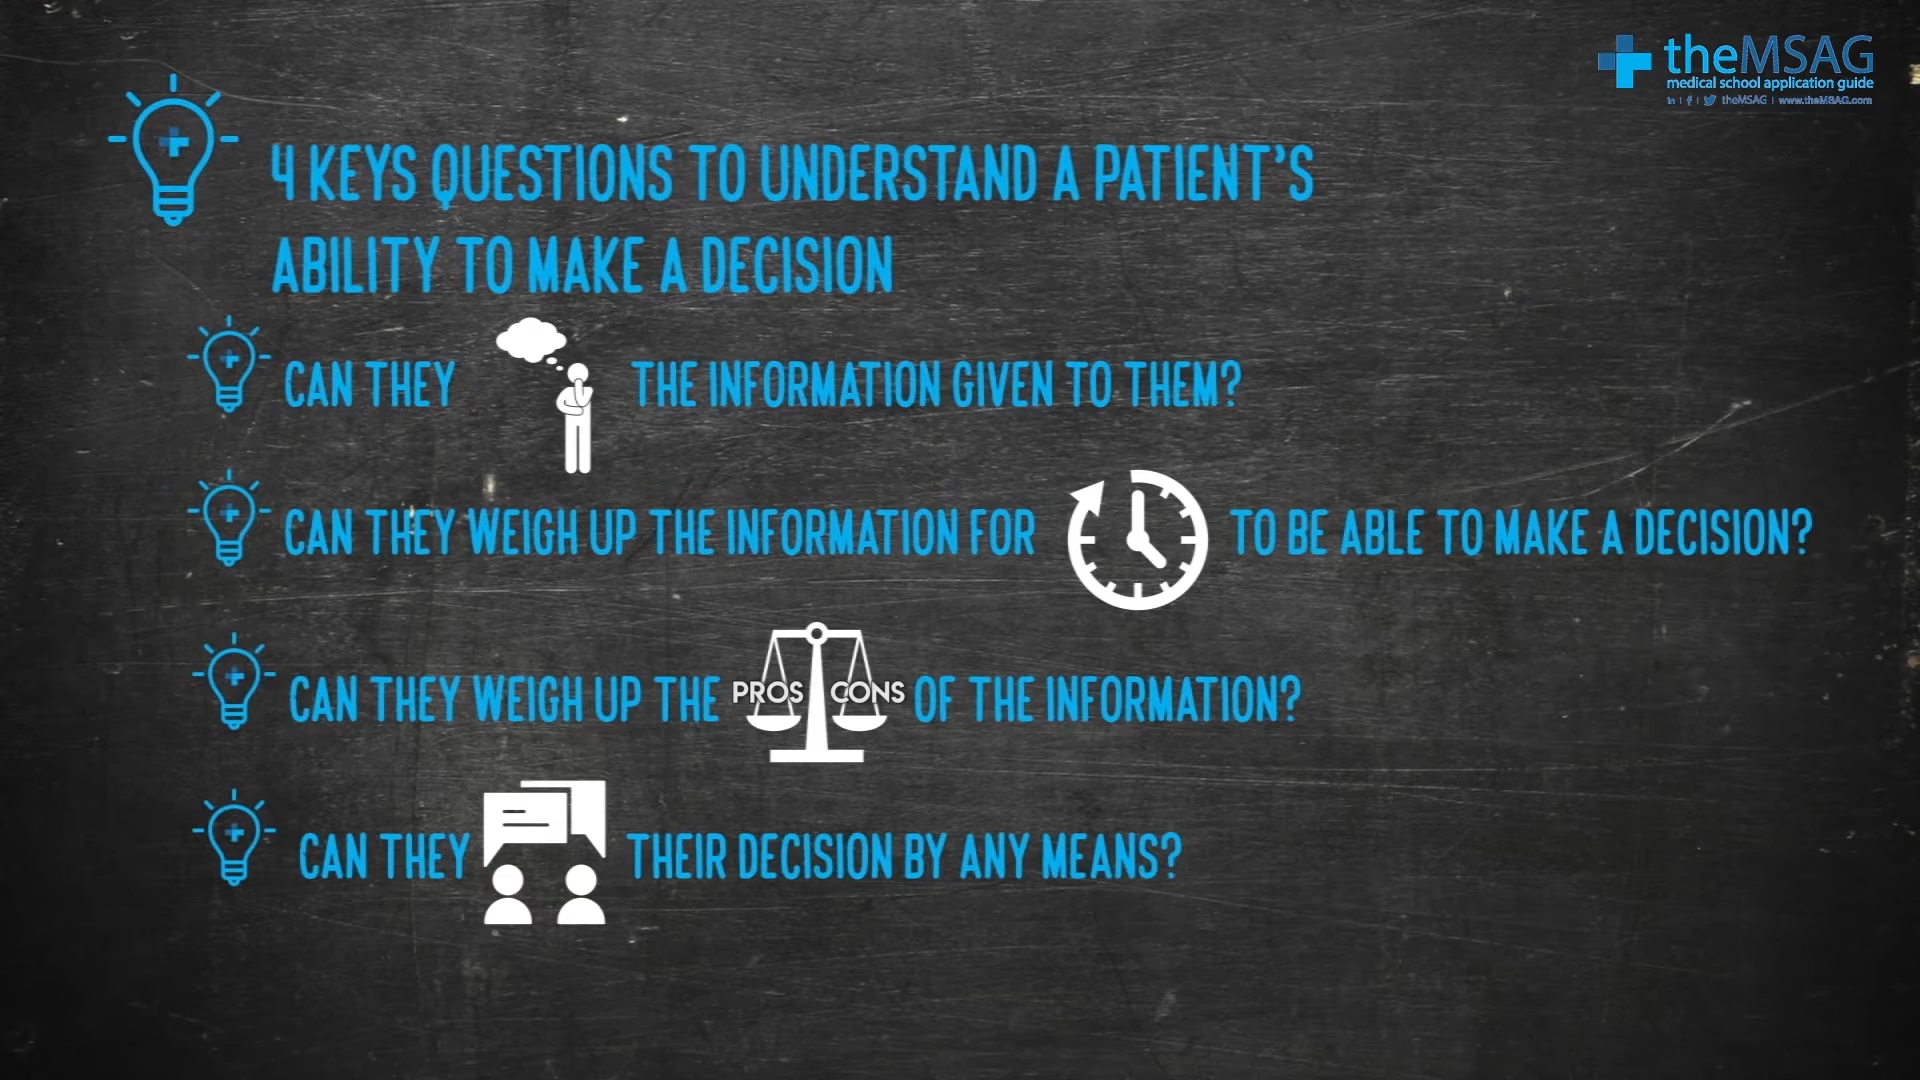 theMSAG
medical school application guide
in | f | theMSAG | www.theMSAG.com
4 KEYS QUESTIONS TO UNDERSTAND A PATIENT'S
ABILITY TO MAKE A DECISION
CAN THEY THE INFORMATION GIVEN TO THEM?
CAN THEY WEIGH UP THE INFORMATION FOR TO BE ABLE TO MAKE A DECISION?
CAN THEY WEIGH UP THE PROS CONS OF THE INFORMATION?
CAN THEY THEIR DECISION BY ANY MEANS?